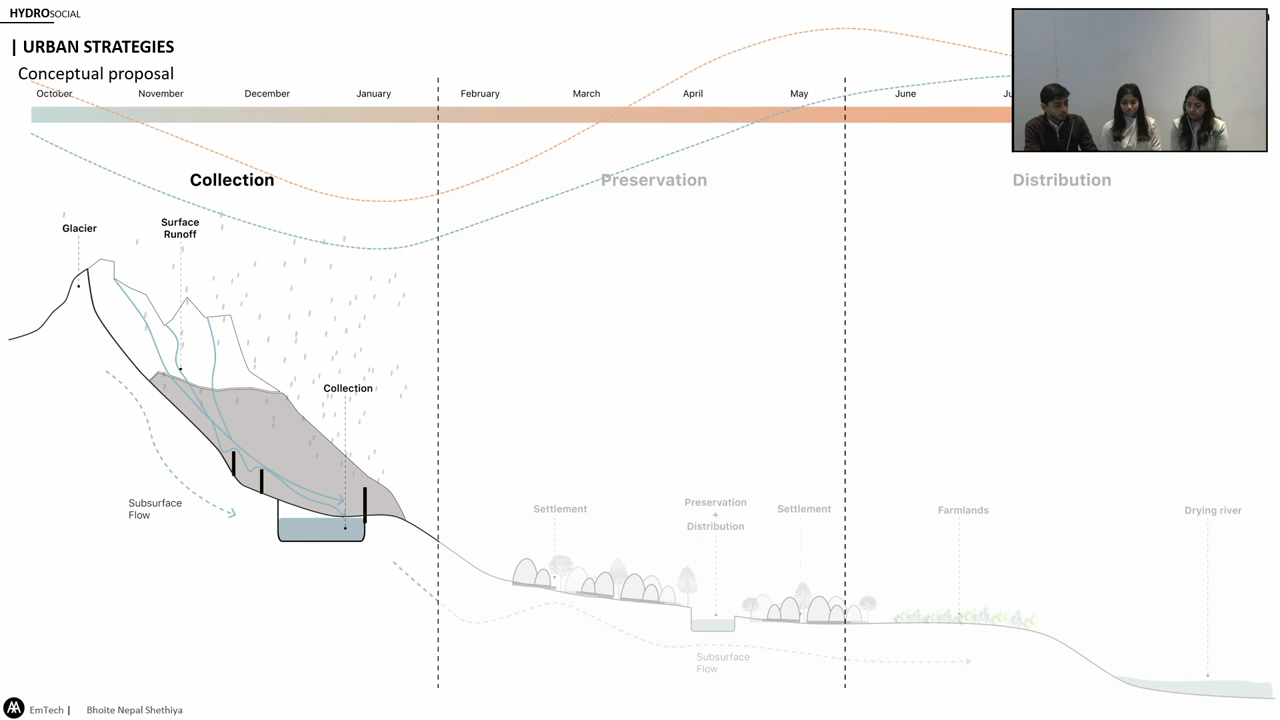 HYDROSOCIAL
| URBAN STRATEGIES
Conceptual proposal
October November December January February March April May June
Collection Preservation Distribution
Glacier
Surface
Runoff
Collection
Subsurface
Flow
Settlement
Preservation
+
Distribution
Settlement
Farmlands
Drying river
Subsurface
Flow
AA EmTech | Bhoite Nepal Shethiya